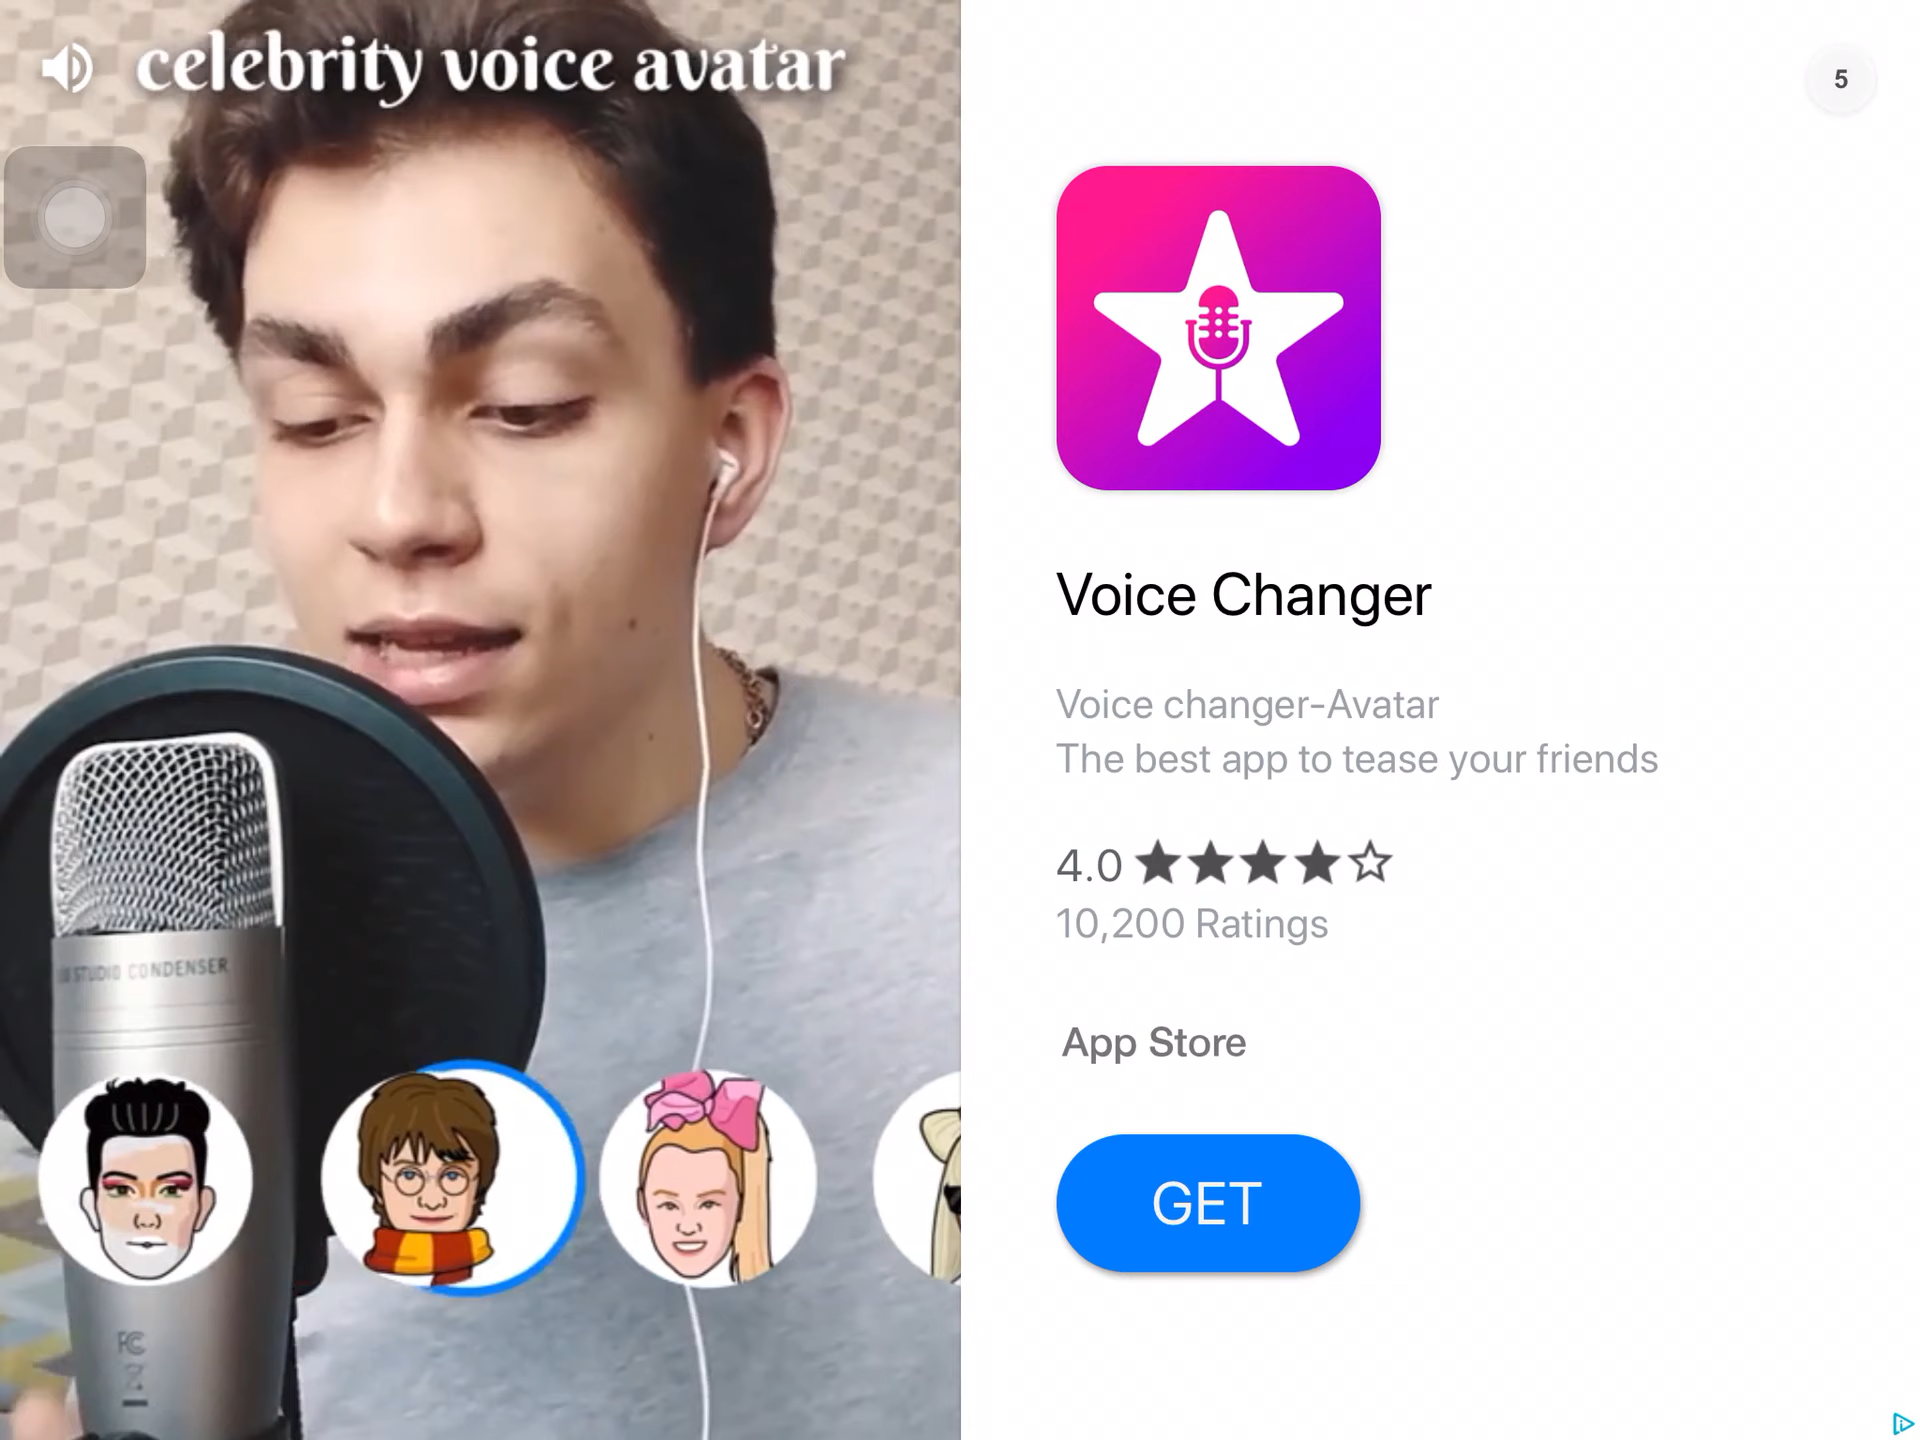 celebrity voice avatar
5
STUDIO CONDENSER
FC
Voice Changer
Voice changer-Avatar
The best app to tease your friends
4.0
10,200 Ratings
App Store
GET